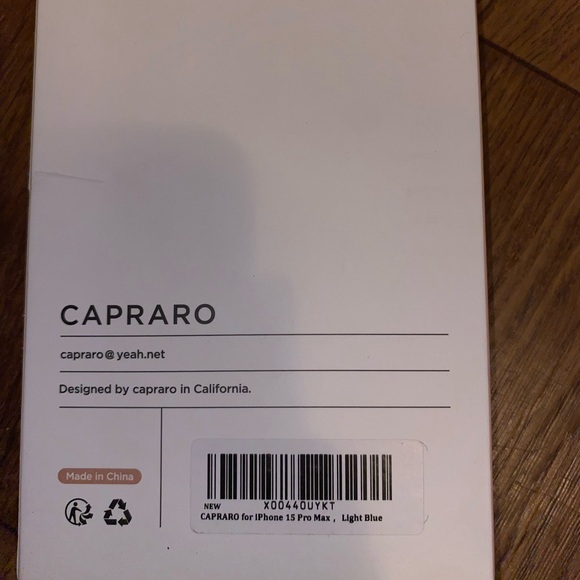 CAPRARO
capraro@yeah.net
Designed by capraro in California.
Made in China
X00440UYKT
NEW
CAPRARO for iPhone 15 Pro Max , Light Blue